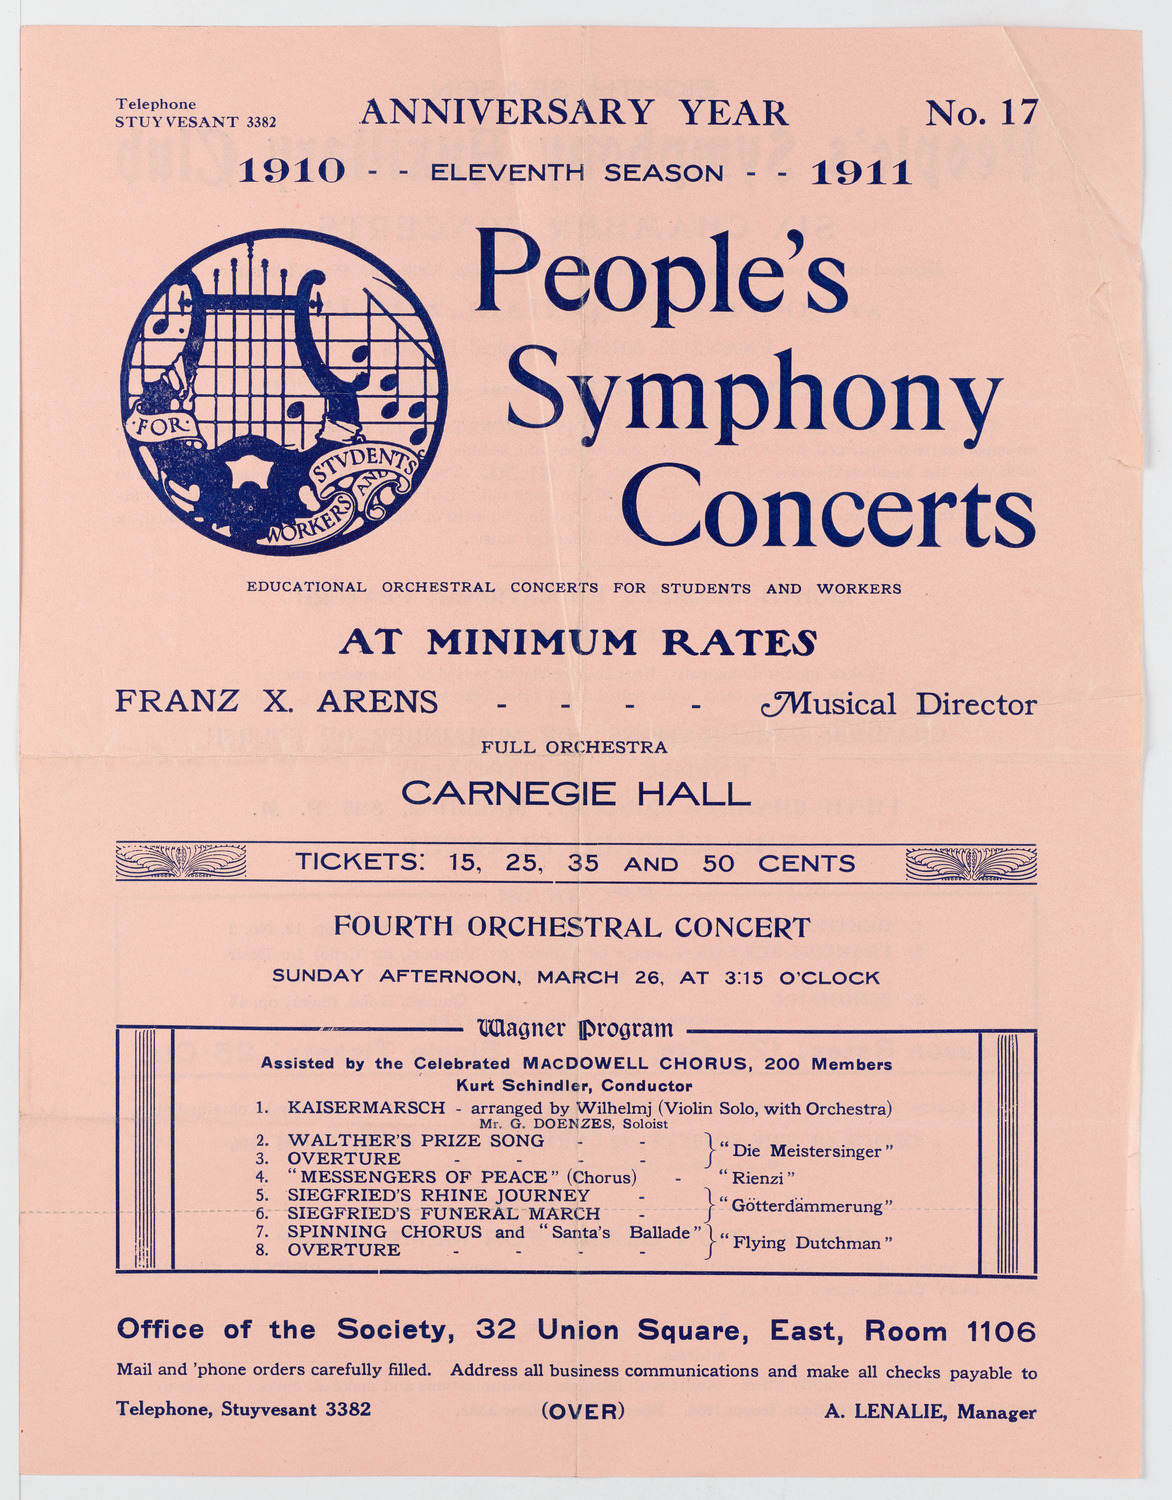 Telephone
STUYVESANT 3382
ANNIVERSARY YEAR
No. 17
1910 - - ELEVENTH SEASON - - 1911
People's
Symphony
Concerts
·FOR·
STVDENTS
AND
WORKERS
EDUCATIONAL ORCHESTRAL CONCERTS FOR STUDENTS AND WORKERS
AT MINIMUM RATES
FRANZ X. ARENS - - - - Musical Director
FULL ORCHESTRA
CARNEGIE HALL
TICKETS: 15, 25, 35 AND 50 CENTS
FOURTH ORCHESTRAL CONCERT
SUNDAY AFTERNOON, MARCH 26, AT 3:15 O'CLOCK
Wagner Program
Assisted by the Celebrated MACDOWELL CHORUS, 200 Members
Kurt Schindler, Conductor
1. KAISERMARSCH - arranged by Wilhelmj (Violin Solo, with Orchestra)
Mr. G. DOENZES, Soloist
2. WALTHER'S PRIZE SONG - -
3. OVERTURE - - - -
"Die Meistersinger"
4. "MESSENGERS OF PEACE" (Chorus) - "Rienzi"
5. SIEGFRIED'S RHINE JOURNEY -
6. SIEGFRIED'S FUNERAL MARCH -
"Götterdämmerung"
7. SPINNING CHORUS and "Santa's Ballade"
8. OVERTURE - - - -
"Flying Dutchman"
Office of the Society, 32 Union Square, East, Room 1106
Mail and 'phone orders carefully filled. Address all business communications and make all checks payable to
Telephone, Stuyvesant 3382 (OVER) A. LENALIE, Manager